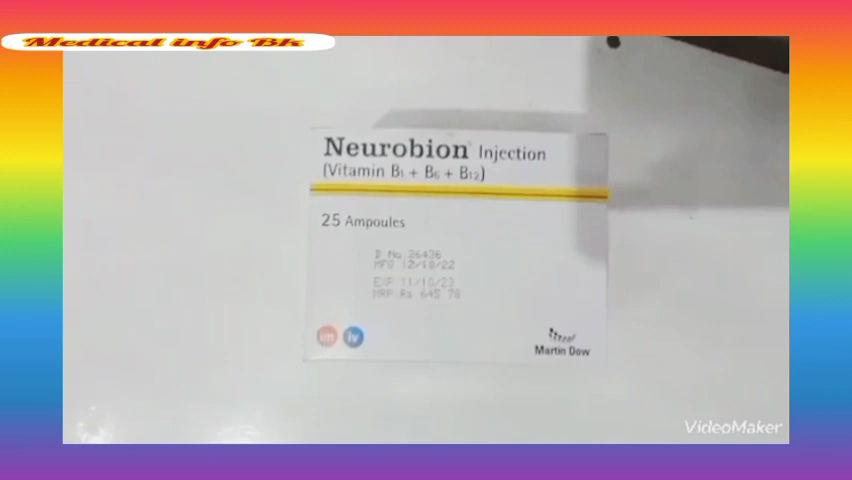 Medical info Bk
Neurobion Injection
(Vitamin B1 + B6 + B12)
25 Ampoules
B.No 26436
MFG 12/10/22
EXP 11/10/23
MRP.Rs 645.78
im iv
Martin Dow
VideoMaker